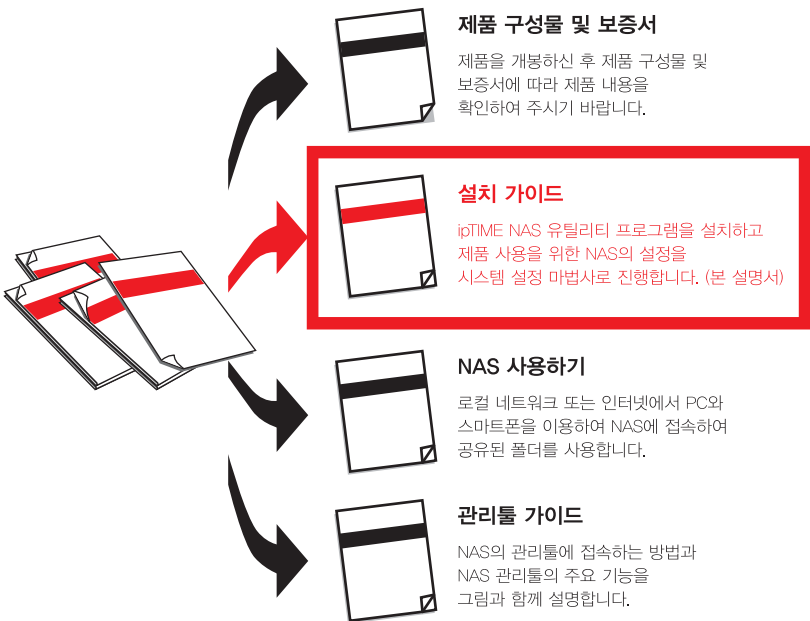 제품 구성물 및 보증서
제품을 개봉하신 후 제품 구성물 및
보증서에 따라 제품 내용을
확인하여 주시기 바랍니다.
설치 가이드
ipTIME NAS 유틸리티 프로그램을 설치하고
제품 사용을 위한 NAS의 설정을
시스템 설정 마법사로 진행합니다. (본 설명서)
NAS 사용하기
로컬 네트워크 또는 인터넷에서 PC와
스마트폰을 이용하여 NAS에 접속하여
공유된 폴더를 사용합니다.
관리툴 가이드
NAS의 관리툴에 접속하는 방법과
NAS 관리툴의 주요 기능을
그림과 함께 설명합니다.